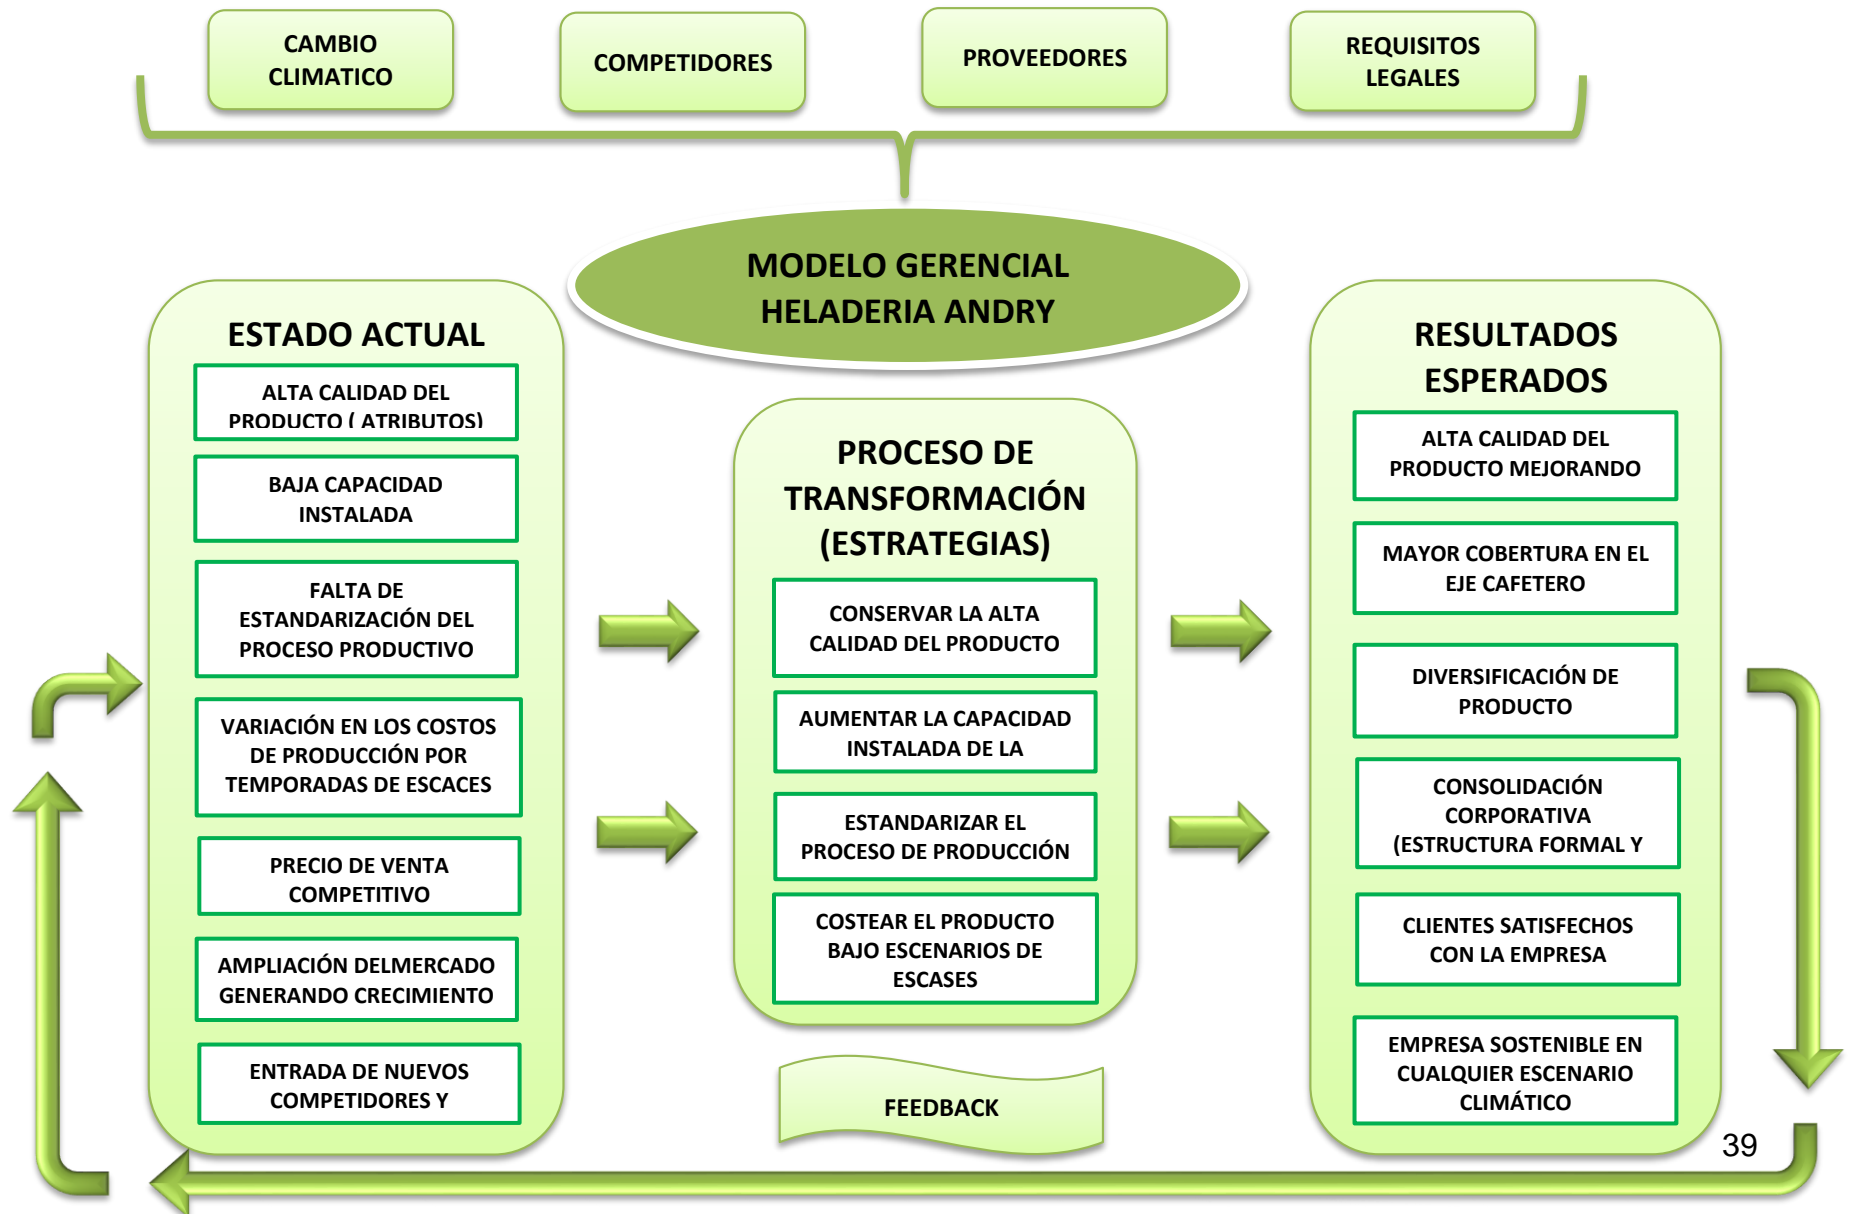 CAMBIO
CLIMATICO
COMPETIDORES
PROVEEDORES
REQUISITOS
LEGALES
MODELO GERENCIAL
HELADERIA ANDRY
ESTADO ACTUAL
ALTA CALIDAD DEL
PRODUCTO ( ATRIBUTOS)
BAJA CAPACIDAD
INSTALADA
FALTA DE
ESTANDARIZACIÓN DEL
PROCESO PRODUCTIVO
VARIACIÓN EN LOS COSTOS
DE PRODUCCIÓN POR
TEMPORADAS DE ESCACES
PRECIO DE VENTA
COMPETITIVO
AMPLIACIÓN DELMERCADO
GENERANDO CRECIMIENTO
ENTRADA DE NUEVOS
COMPETIDORES Y
PROCESO DE
TRANSFORMACIÓN
(ESTRATEGIAS)
CONSERVAR LA ALTA
CALIDAD DEL PRODUCTO
AUMENTAR LA CAPACIDAD
INSTALADA DE LA
ESTANDARIZAR EL
PROCESO DE PRODUCCIÓN
COSTEAR EL PRODUCTO
BAJO ESCENARIOS DE
ESCASES
FEEDBACK
RESULTADOS
ESPERADOS
ALTA CALIDAD DEL
PRODUCTO MEJORANDO
MAYOR COBERTURA EN EL
EJE CAFETERO
DIVERSIFICACIÓN DE
PRODUCTO
CONSOLIDACIÓN
CORPORATIVA
(ESTRUCTURA FORMAL Y
CLIENTES SATISFECHOS
CON LA EMPRESA
EMPRESA SOSTENIBLE EN
CUALQUIER ESCENARIO
CLIMÁTICO
39